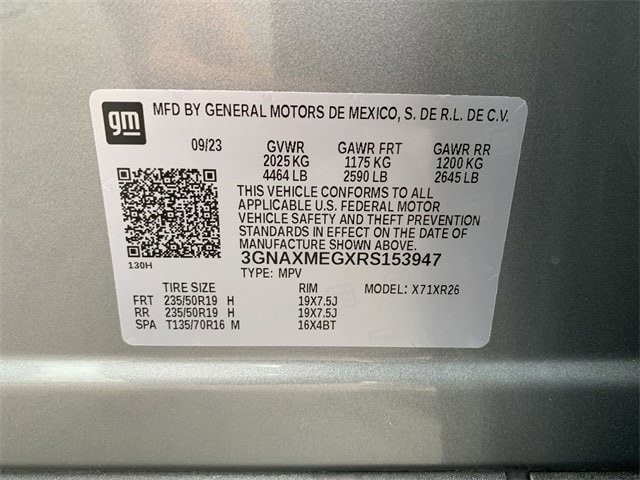 gm
MFD BY GENERAL MOTORS DE MEXICO, S. DE R.L. DE C.V.
09/23 GVWR GAWR FRT GAWR RR
2025 KG 1175 KG 1200 KG
4464 LB 2590 LB 2645 LB
THIS VEHICLE CONFORMS TO ALL
APPLICABLE U.S. FEDERAL MOTOR
VEHICLE SAFETY AND THEFT PREVENTION
STANDARDS IN EFFECT ON THE DATE OF
MANUFACTURE SHOWN ABOVE.
130H 3GNAXMEGXRS153947
TYPE: MPV
TIRE SIZE RIM MODEL: X71XR26
FRT 235/50R19 H 19X7.5J
RR 235/50R19 H 19X7.5J
SPA T135/70R16 M 16X4BT